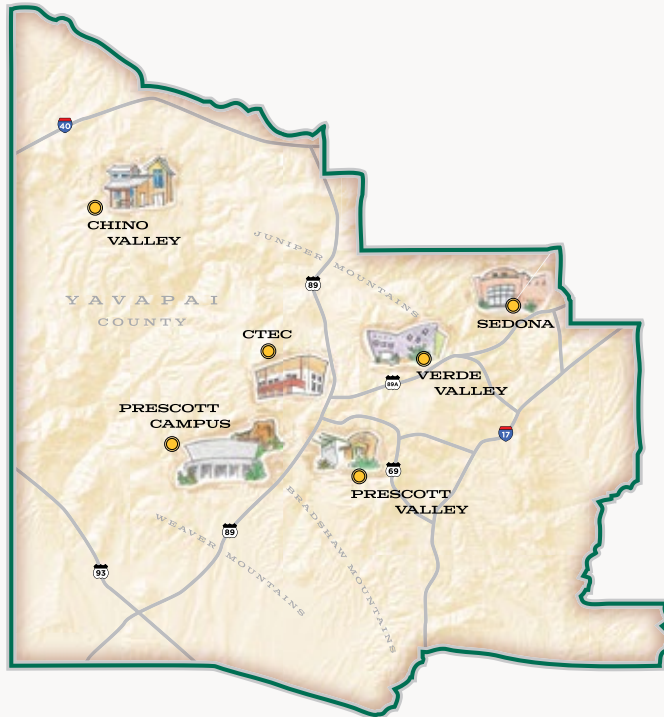 40
CHINO
VALLEY
JUNIPER MOUNTAINS
89
YAVAPAI
COUNTY
SEDONA
CTEC
VERDE
VALLEY
89A
PRESCOTT
CAMPUS
17
69
PRESCOTT
VALLEY
BRADSHAW MOUNTAINS
WEAVER MOUNTAINS
89
93